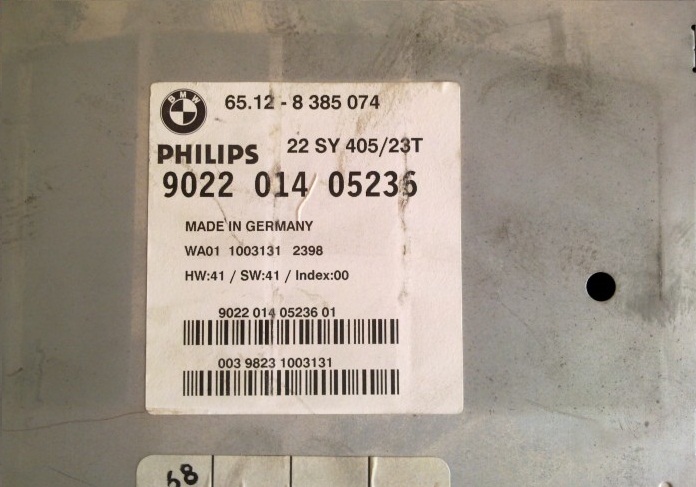 BMW
65.12 - 8 385 074
PHILIPS 22 SY 405/23T
9022 014 05236
MADE IN GERMANY
WA01 1003131 2398
HW:41 / SW:41 / Index:00
9022 014 05236 01
003 9823 1003131
68